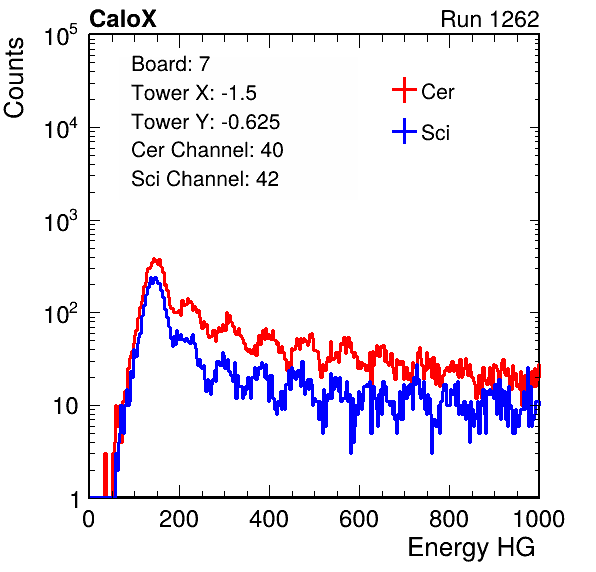 CaloX Run 1262
Counts
Board: 7
Tower X: -1.5
Tower Y: -0.625
Cer Channel: 40
Sci Channel: 42
Cer
Sci
10^5
10^4
10^3
10^2
10
1
0 200 400 600 800 1000
Energy HG